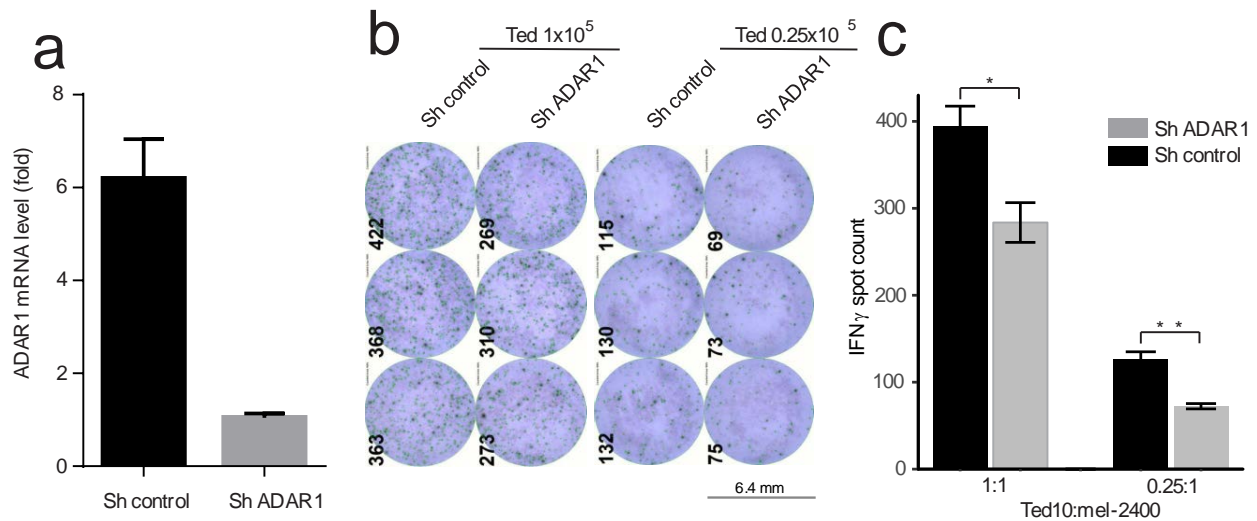 a
8
6
4
2
0
ADAR1 mRNA level (fold)
Sh control
Sh ADAR1
b
Ted 1x10⁵
Ted 0.25x10 ⁵
Sh control
Sh ADAR1
Sh control
Sh ADAR1
422
269
115
69
368
310
130
73
363
273
132
75
6.4 mm
c
*
* *
Sh ADAR1
Sh control
400
300
200
100
0
IFNγ spot count
1:1
0.25:1
Ted10:mel-2400